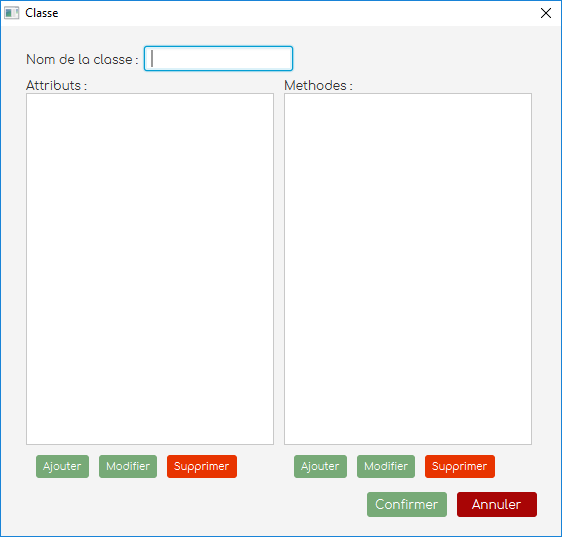 Classe
Nom de la classe :
Attributs : Methodes :
Ajouter Modifier Supprimer Ajouter Modifier Supprimer
Confirmer Annuler